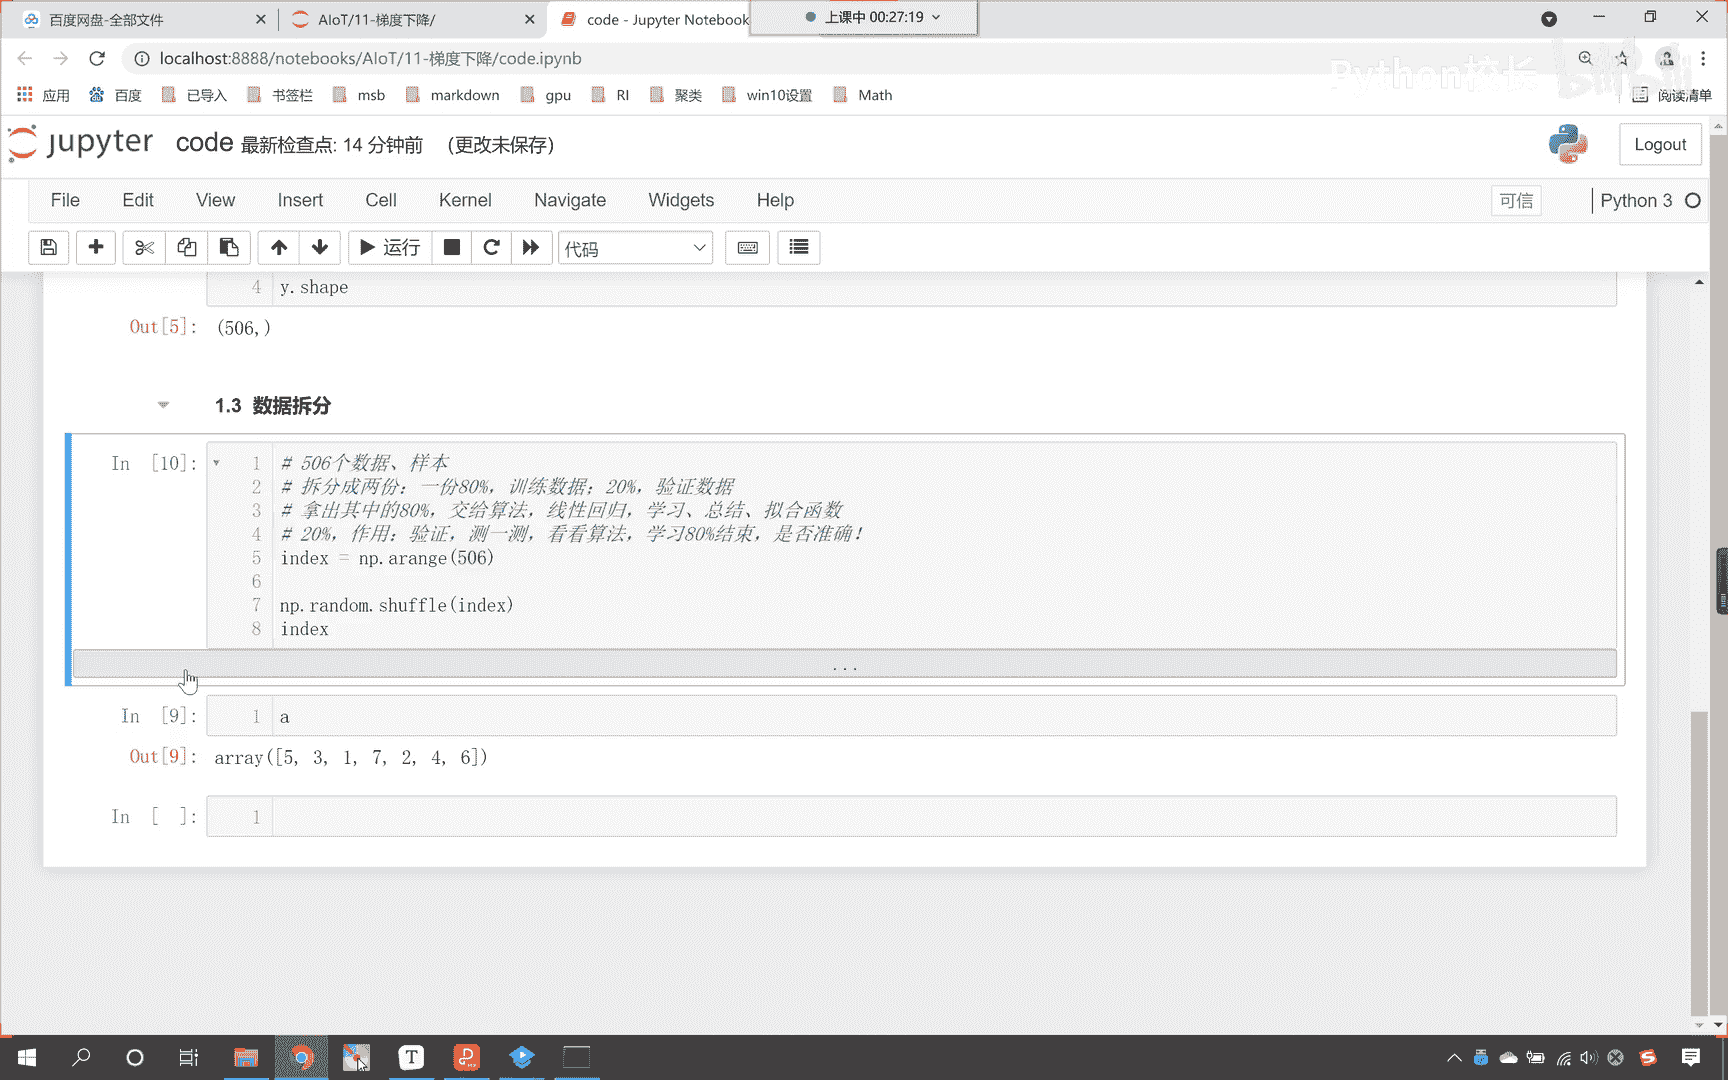 百度网盘-全部文件
AIoT/11-梯度下降/
code - Jupyter Notebook
上课中 00:27:19
localhost:8888/notebooks/AIoT/11-梯度下降/code.ipynb
Python校长
应用
百度
已导入
书签栏
msb
markdown
gpu
RI
聚类
win10设置
Math
阅读清单
jupyter code 最新检查点: 14 分钟前 (更改未保存)
Logout
File Edit View Insert Cell Kernel Navigate Widgets Help
可信
Python 3
运行
代码
4 y.shape
Out[5]: (506,)
1.3 数据拆分
In [10]:
1 # 506个数据、样本
2 # 拆分成两份：一份80%，训练数据；20%，验证数据
3 # 拿出其中的80%，交给算法，线性回归，学习、总结、拟合函数
4 # 20%，作用：验证，测一测，看看算法，学习80%结束，是否准确！
5 index = np.arange(506)
6
7 np.random.shuffle(index)
8 index
...
In [9]: 1 a
Out[9]: array([5, 3, 1, 7, 2, 4, 6])
In [ ]: 1